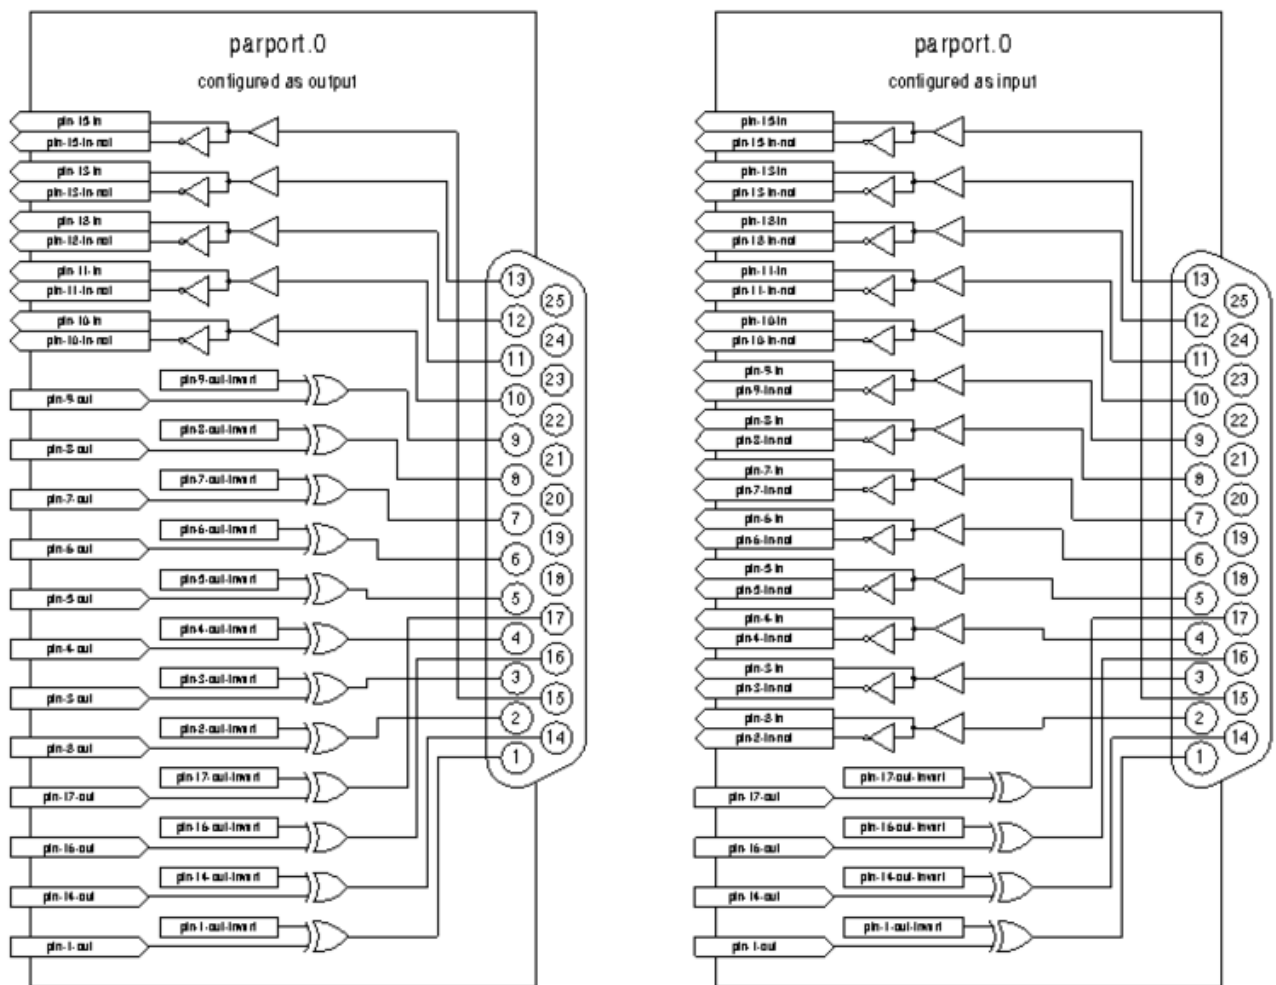 parport.0
configured as output
pin-15-in
pin-15-in-not
pin-13-in
pin-13-in-not
pin-12-in
pin-12-in-not
pin-11-in
pin-11-in-not
pin-10-in
pin-10-in-not
pin-9-out-invert
pin-9-out
pin-8-out-invert
pin-8-out
pin-7-out-invert
pin-7-out
pin-6-out-invert
pin-6-out
pin-5-out-invert
pin-5-out
pin-4-out-invert
pin-4-out
pin-3-out-invert
pin-3-out
pin-2-out-invert
pin-2-out
pin-17-out-invert
pin-17-out
pin-16-out-invert
pin-16-out
pin-14-out-invert
pin-14-out
pin-1-out-invert
pin-1-out
13
25
12
24
11
23
10
22
9
21
8
20
7
19
6
18
5
17
4
16
3
15
2
14
1
parport.0
configured as input
pin-15-in
pin-15-in-not
pin-13-in
pin-13-in-not
pin-12-in
pin-12-in-not
pin-11-in
pin-11-in-not
pin-10-in
pin-10-in-not
pin-9-in
pin-9-in-not
pin-8-in
pin-8-in-not
pin-7-in
pin-7-in-not
pin-6-in
pin-6-in-not
pin-5-in
pin-5-in-not
pin-4-in
pin-4-in-not
pin-3-in
pin-3-in-not
pin-2-in
pin-2-in-not
pin-17-out-invert
pin-17-out
pin-16-out-invert
pin-16-out
pin-14-out-invert
pin-14-out
pin-1-out-invert
pin-1-out
13
25
12
24
11
23
10
22
9
21
8
20
7
19
6
18
5
17
4
16
3
15
2
14
1